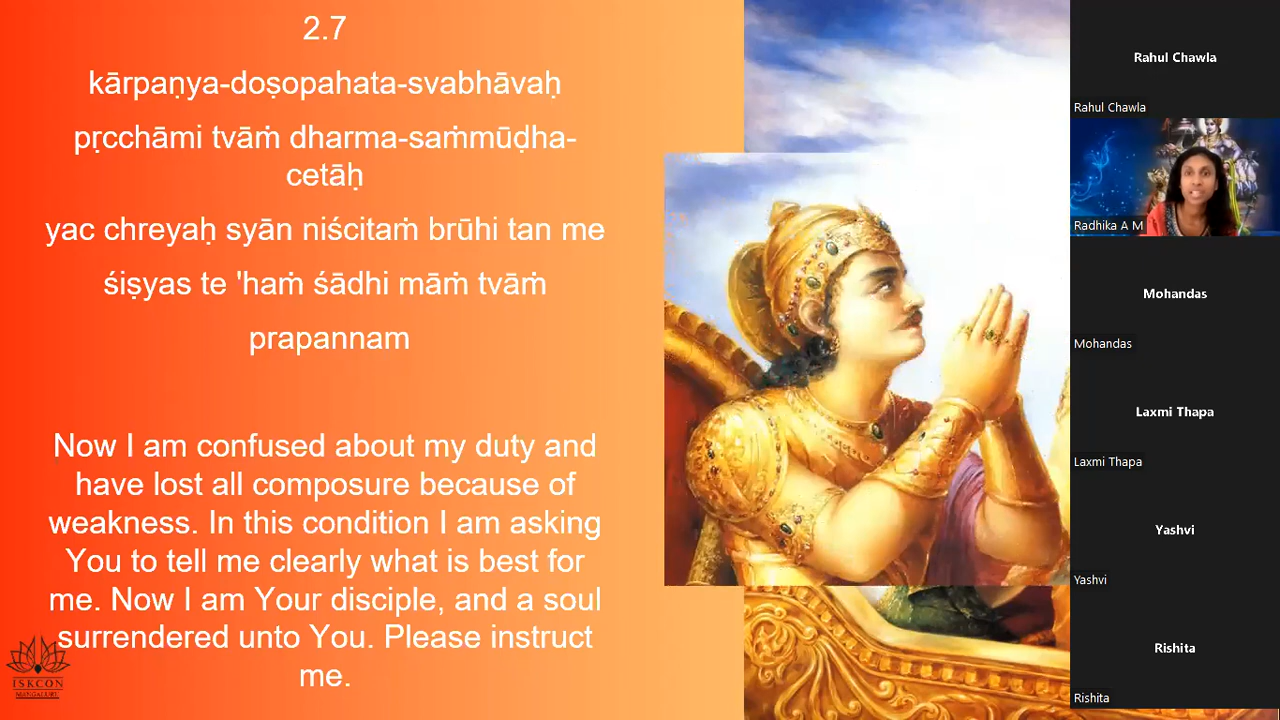 2.7
kārpaṇya-doṣopahata-svabhāvaḥ
pṛcchāmi tvāṁ dharma-saṁmūḍha-
cetāḥ
yac chreyaḥ syān niścitaṁ brūhi tan me
śiṣyas te 'haṁ śādhi māṁ tvāṁ
prapannam
Now I am confused about my duty and
have lost all composure because of
weakness. In this condition I am asking
You to tell me clearly what is best for
me. Now I am Your disciple, and a soul
surrendered unto You. Please instruct
me.
ISKCON
MANGALURU
Rahul Chawla
Rahul Chawla
Radhika A M
Mohandas
Mohandas
Laxmi Thapa
Laxmi Thapa
Yashvi
Yashvi
Rishita
Rishita